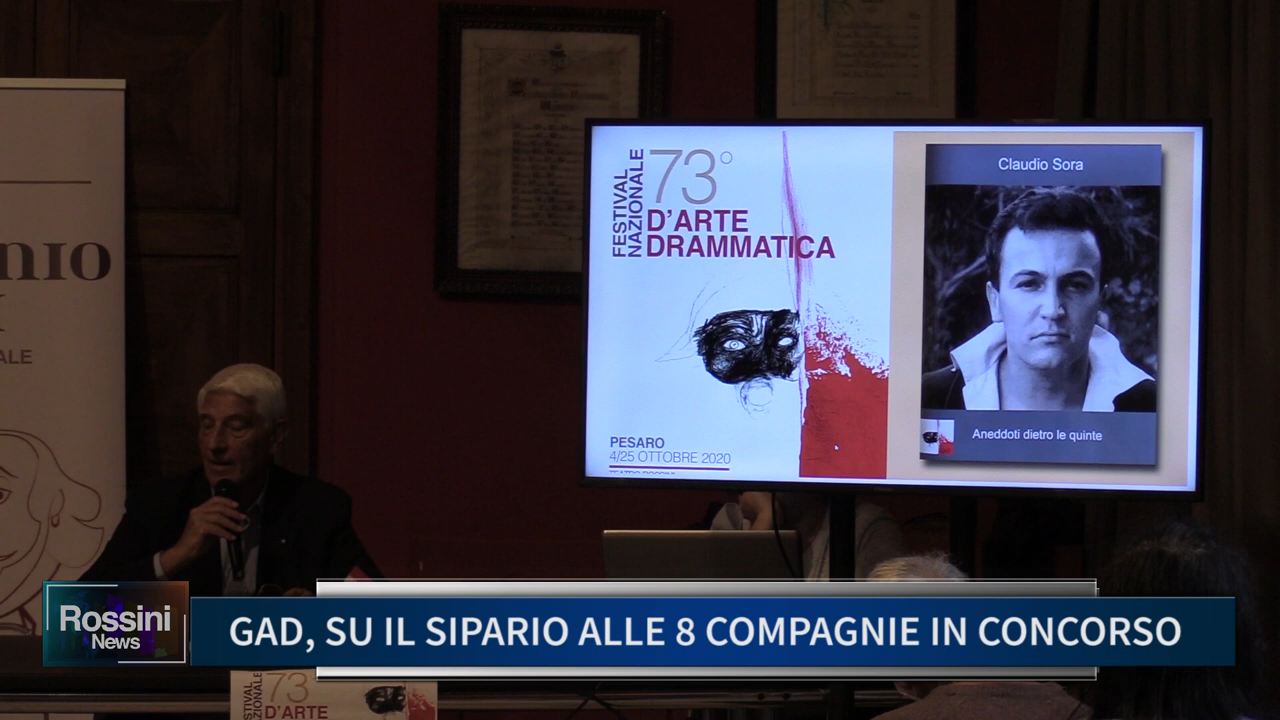 NIO
ALE
FESTIVAL
NAZIONALE
73°
D'ARTE
DRAMMATICA
PESARO
4/25 OTTOBRE 2020
Claudio Sora
Aneddoti dietro le quinte
Rossini
News
GAD, SU IL SIPARIO ALLE 8 COMPAGNIE IN CONCORSO
73
D'ARTE